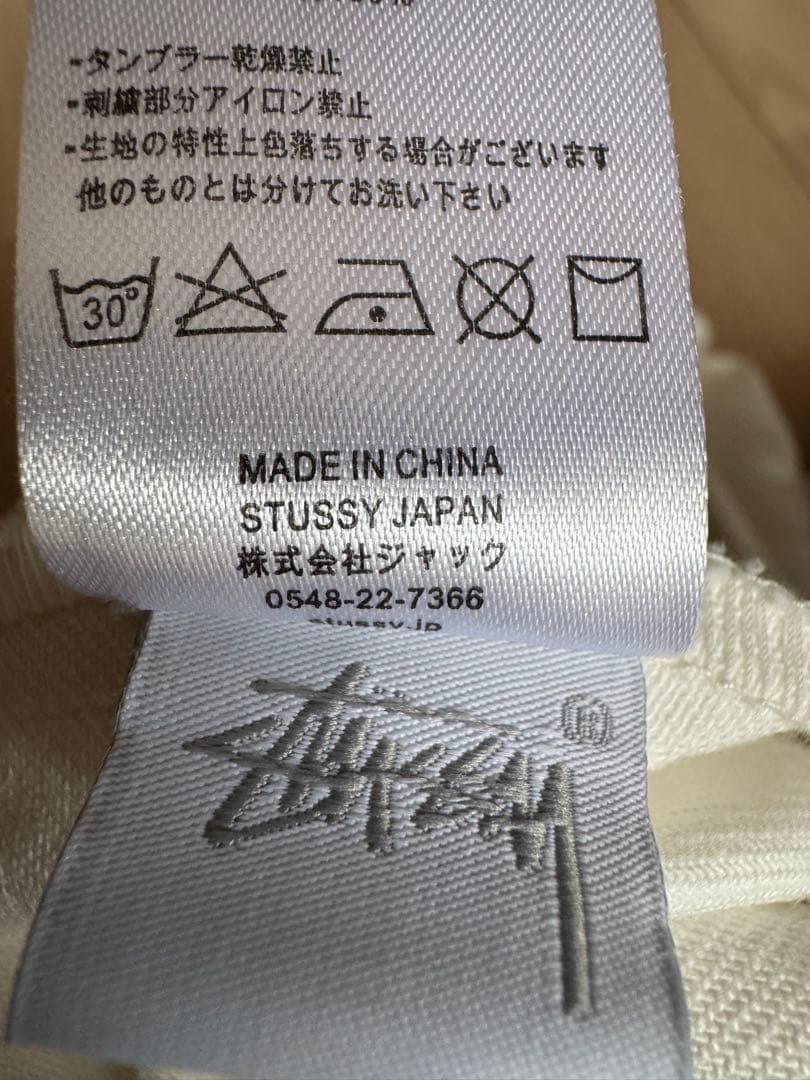 -タンブラー乾燥禁止
-刺繍部分アイロン禁止
-生地の特性上色落ちする場合がございます
他のものとは分けてお洗い下さい
30°
MADE IN CHINA
STUSSY JAPAN
株式会社ジャック
0548-22-7366
stussy.jp
Stüssy